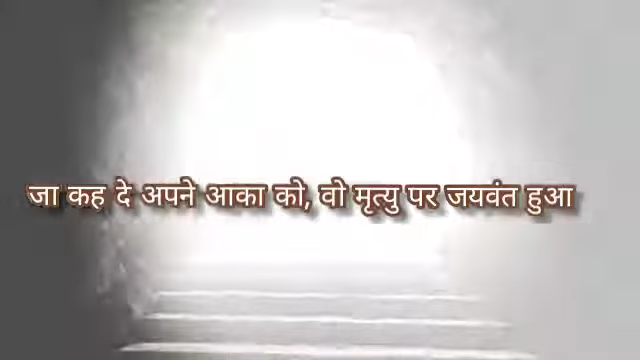 जा कह दे अपने आका को, वो मृत्यु पर जयवंत हुआ